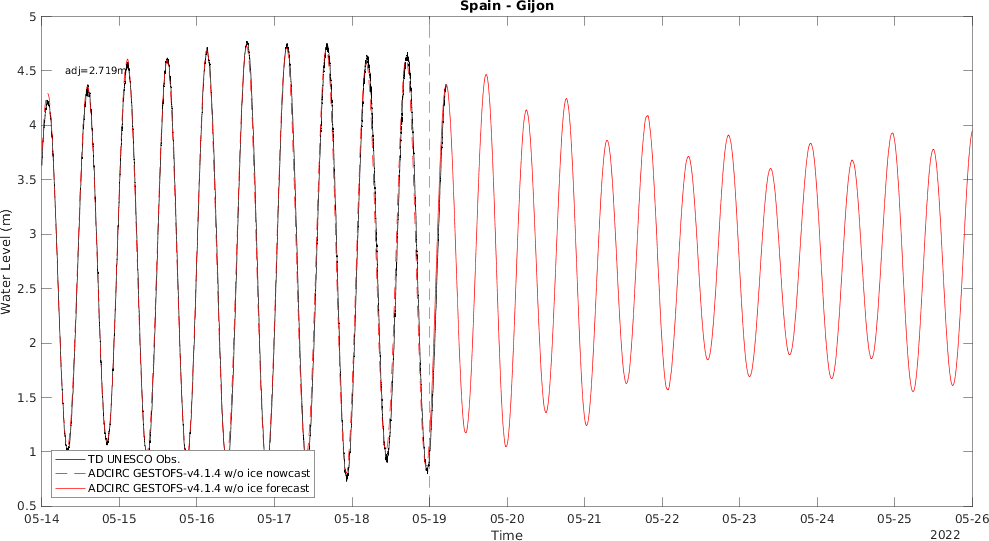 Spain - Gijon
5
4.5
4
3.5
3
2.5
2
1.5
1
0.5
Water Level (m)
adj=2.719m
TD UNESCO Obs.
ADCIRC GESTOFS-v4.1.4 w/o ice nowcast
ADCIRC GESTOFS-v4.1.4 w/o ice forecast
05-14 05-15 05-16 05-17 05-18 05-19 05-20 05-21 05-22 05-23 05-24 05-25 05-26
Time
2022